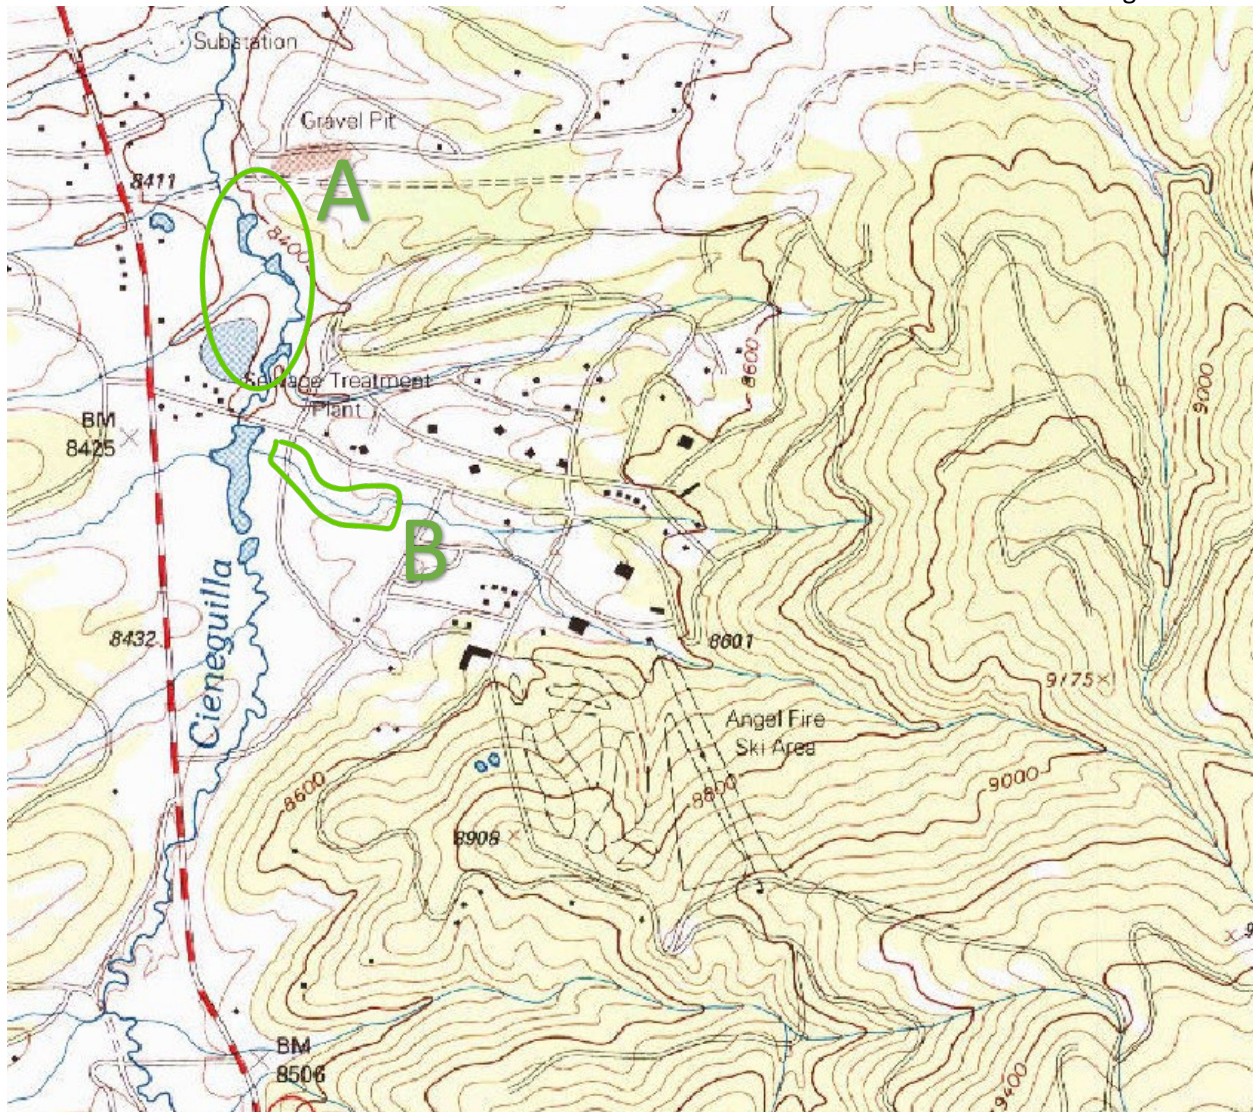 Substation
Gravel Pit
A
8411
8400
Sewage Treatment
Plant
8600
9000
BM
8425
B
Cieneguilla
8432
8601
9175
Angel Fire
Ski Area
8600
8800
9000
8908
BM
8506
9400